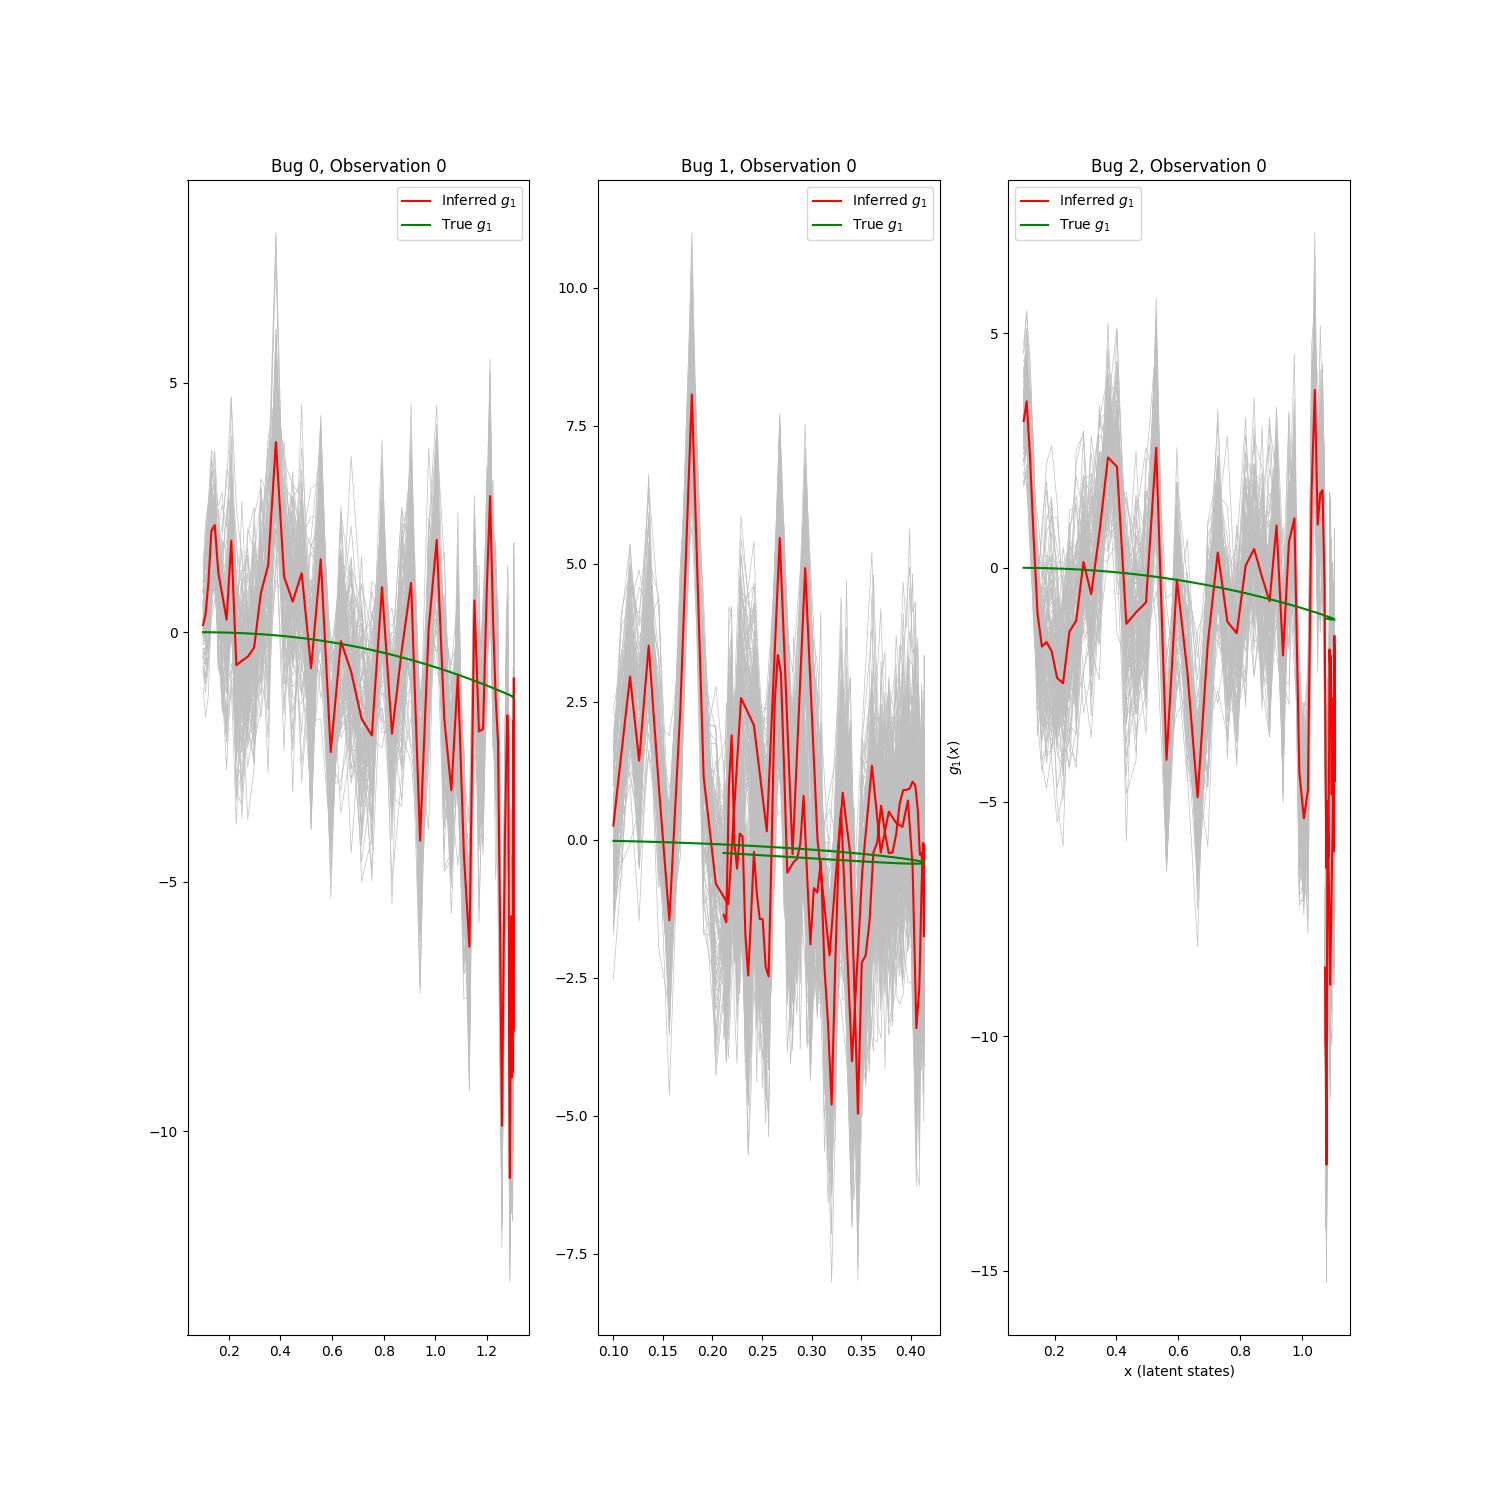 Bug 0, Observation 0
Inferred g₁
True g₁
5
0
−5
−10
0.2 0.4 0.6 0.8 1.0 1.2
Bug 1, Observation 0
Inferred g₁
True g₁
10.0
7.5
5.0
2.5
0.0
−2.5
−5.0
−7.5
0.10 0.15 0.20 0.25 0.30 0.35 0.40
Bug 2, Observation 0
Inferred g₁
True g₁
g₁(x)
5
0
−5
−10
−15
0.2 0.4 0.6 0.8 1.0
x (latent states)